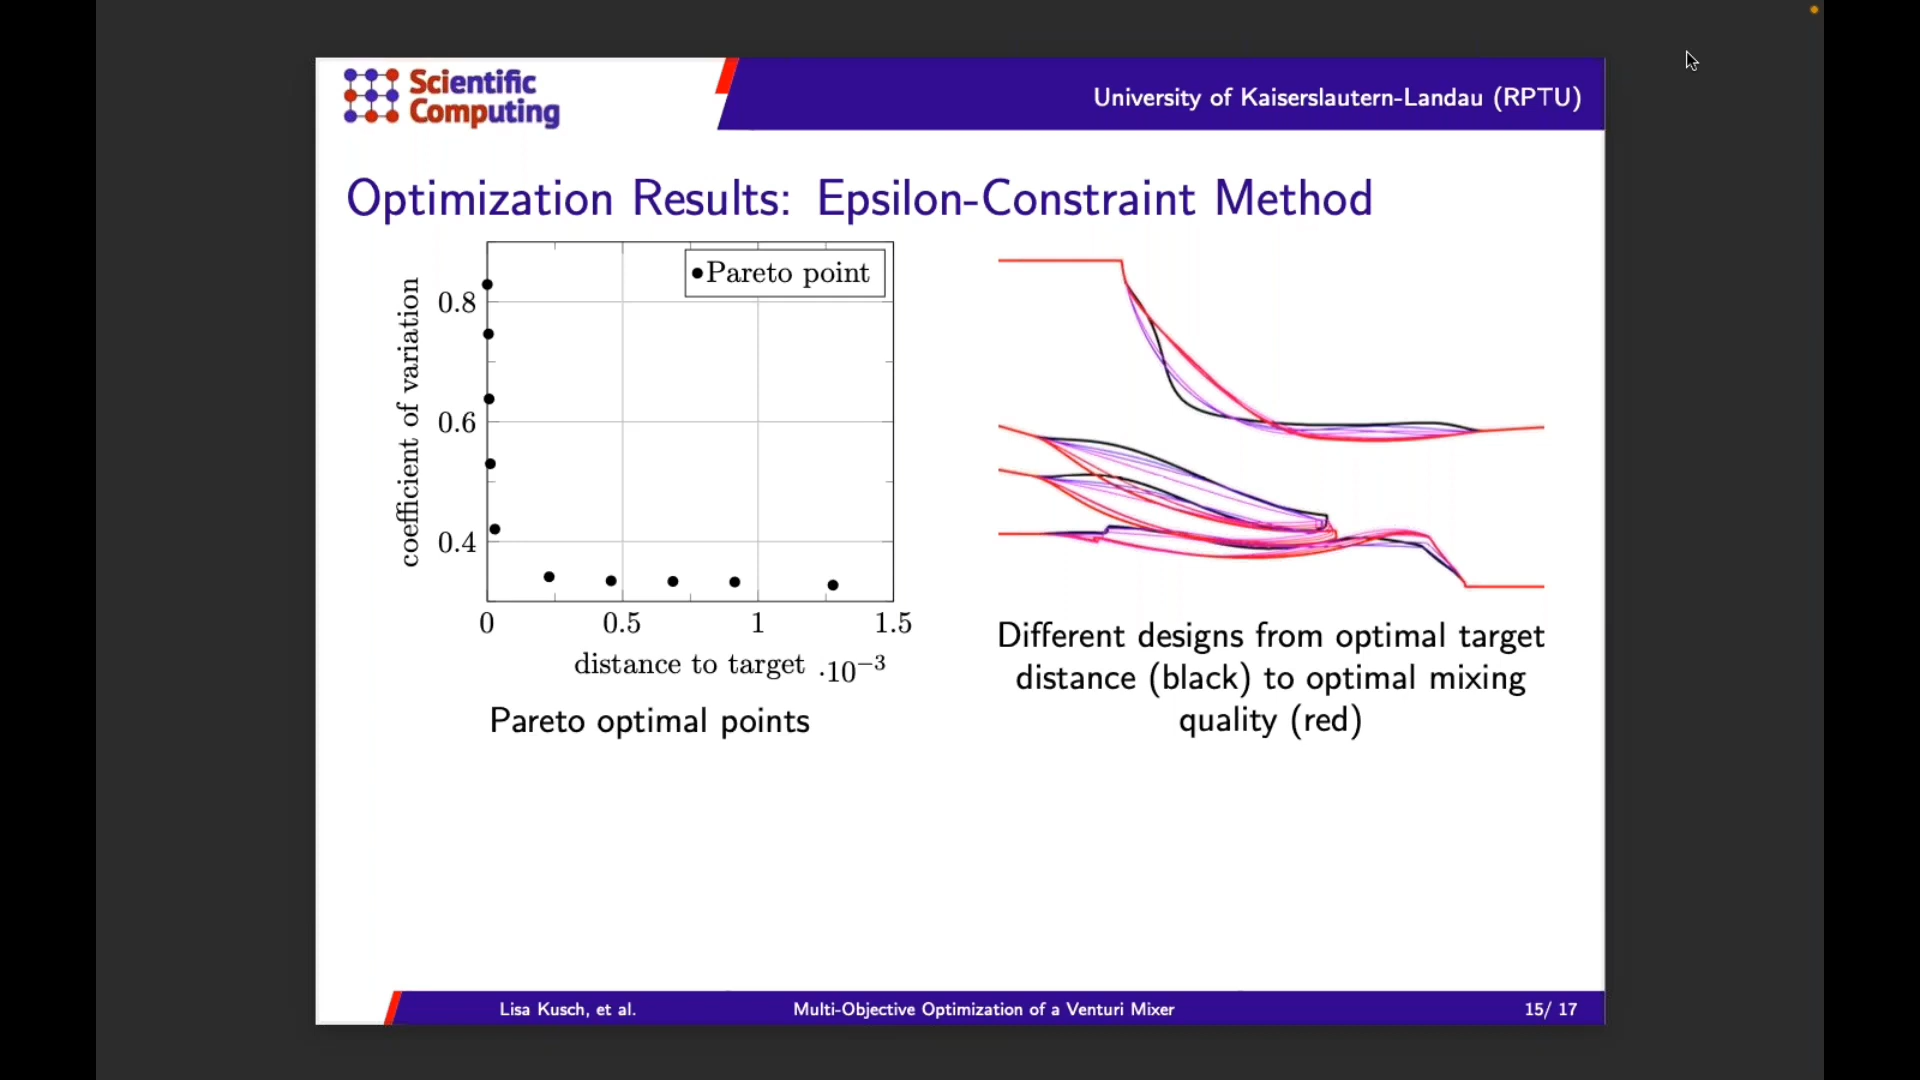 Scientific
Computing
University of Kaiserslautern-Landau (RPTU)
Optimization Results: Epsilon-Constraint Method
Pareto point
coefficient of variation
0.8
0.6
0.4
0
0.5
1
1.5
distance to target ·10⁻³
Pareto optimal points
Different designs from optimal target
distance (black) to optimal mixing
quality (red)
Lisa Kusch, et al.
Multi-Objective Optimization of a Venturi Mixer
15/ 17